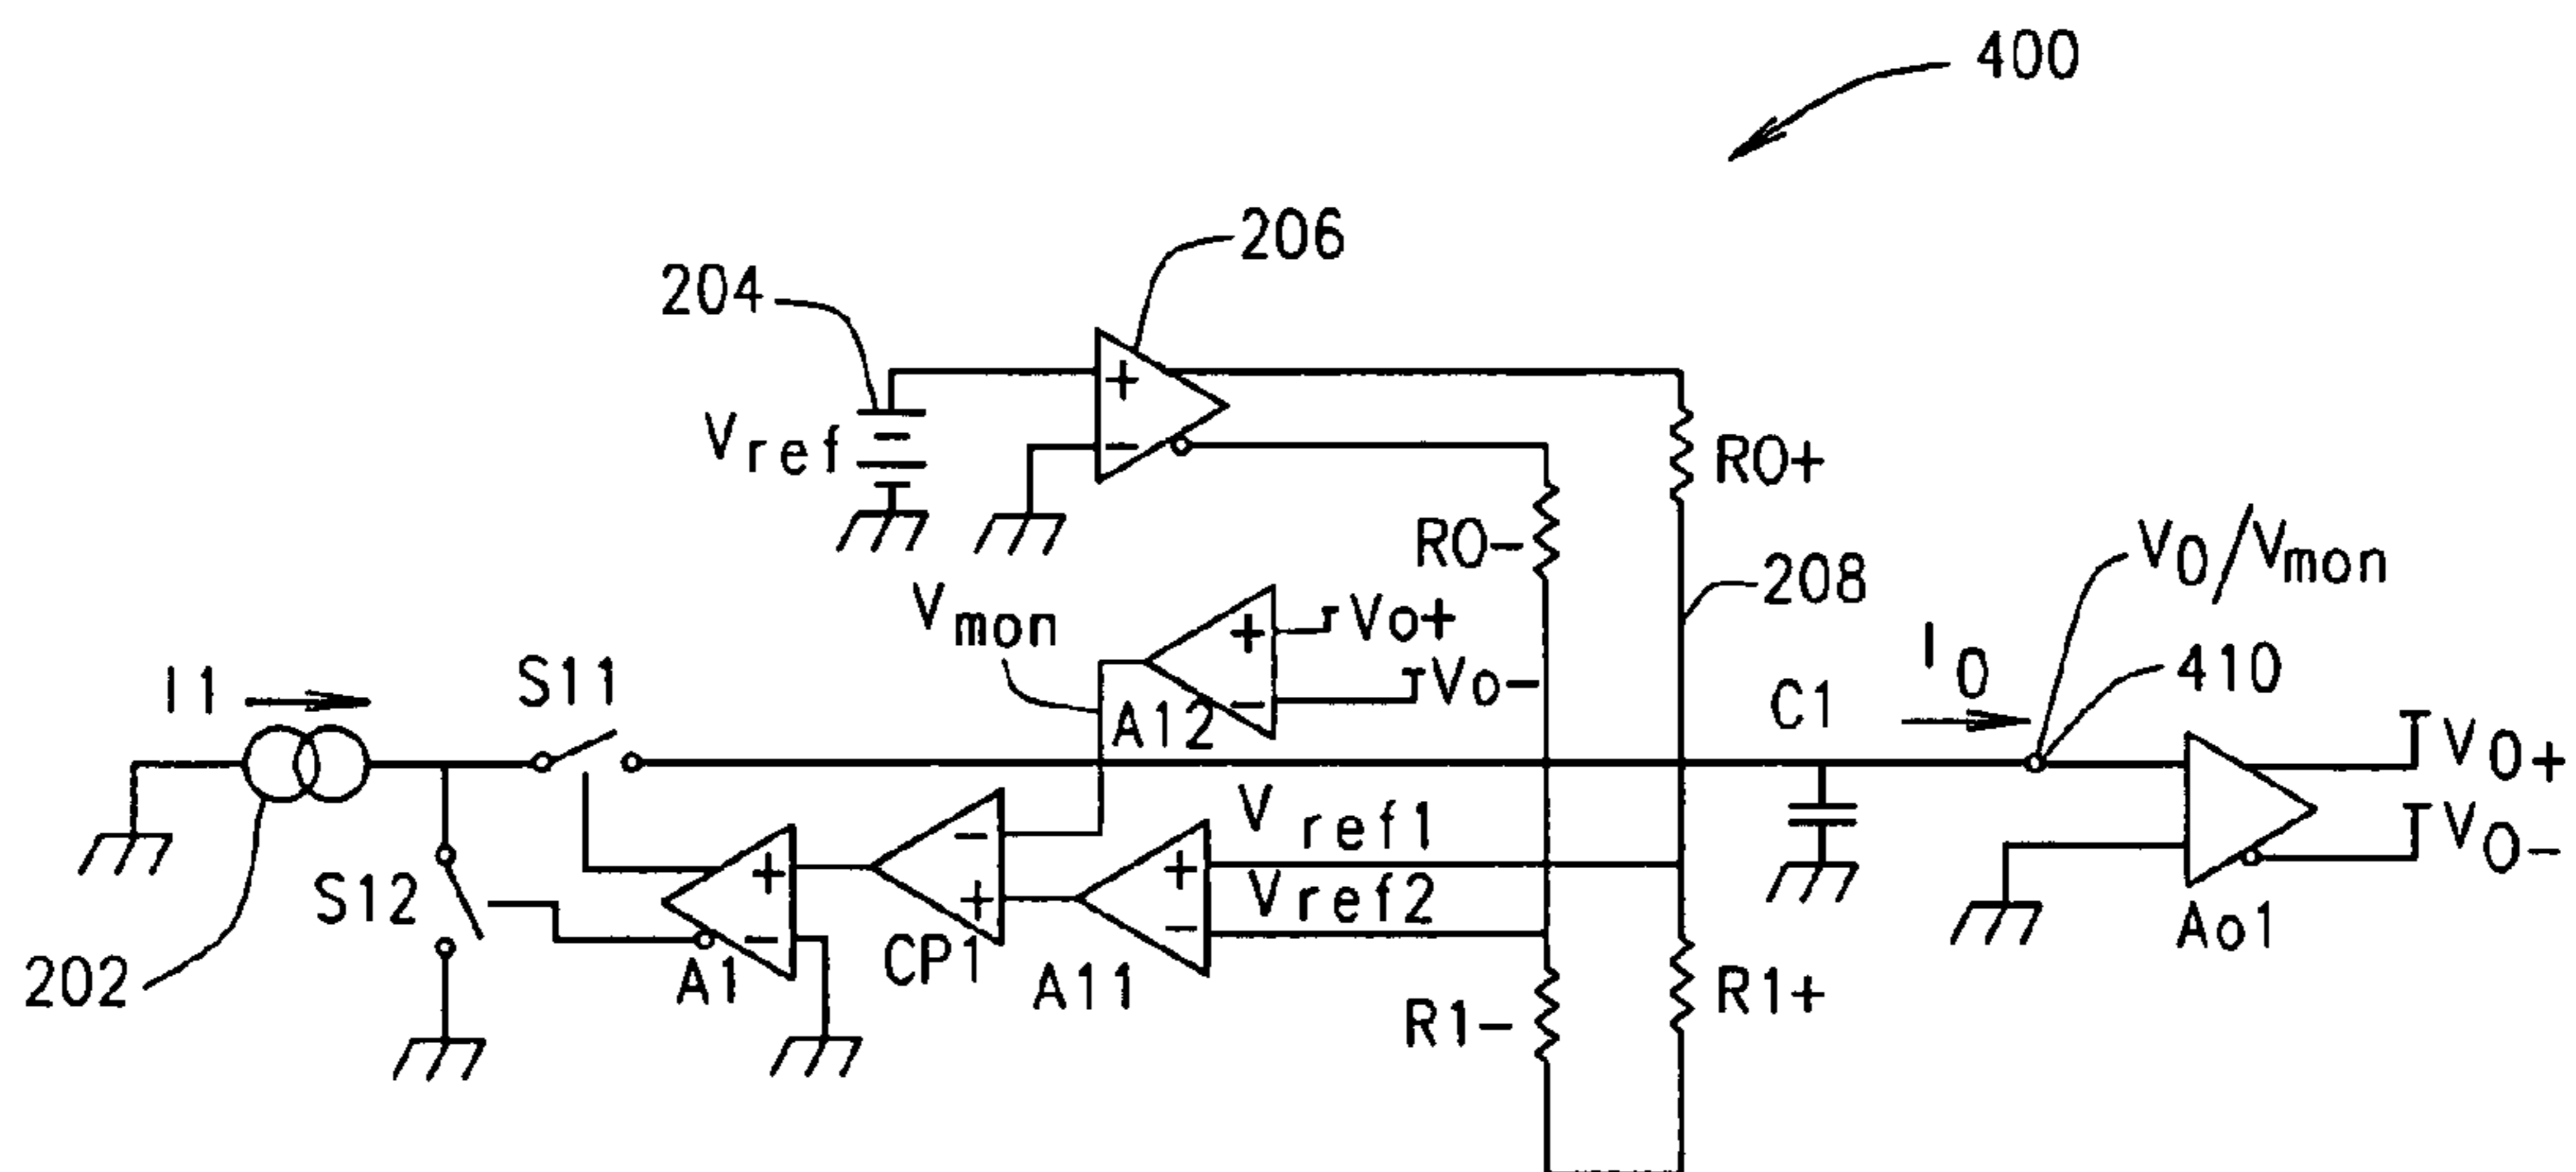 400
206
204
Vref
R0+
R0-
V0/Vmon
208
Vmon
Vo+
I0
410
I1
S11
Vo-
C1
A12
V0+
Vref1
V0-
S12
Vref2
Ao1
202
A1
CP1
A11
R1-
R1+
+
-
+
-
-
+
+
-
+
-